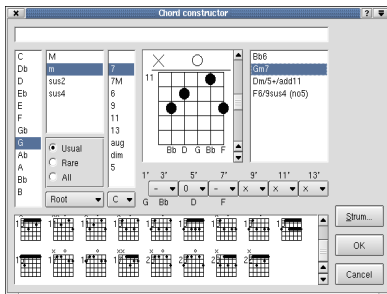 Chord constructor
?
C
Db
D
Eb
E
F
Gb
G
Ab
A
Bb
B
M
m
sus2
sus4
Usual
Rare
All
Root
7
7M
6
9
11
13
aug
dim
5
C
X O
11
Bb D G Bb F
Bb6
Gm7
Dm/5+/add11
F6/9sus4 (no5)
1' 3' 5' 7' 9' 11' 13'
- 0 - x x x
G Bb D F
Strum...
OK
Cancel